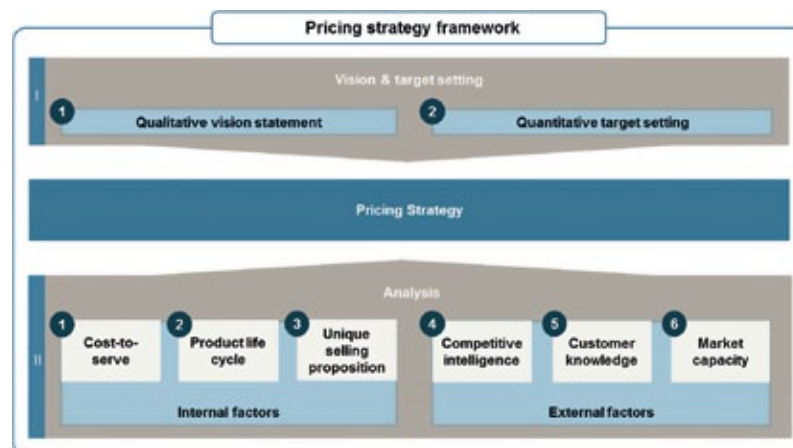 Pricing strategy framework
Vision & target setting
I
1
Qualitative vision statement
2
Quantitative target setting
Pricing Strategy
Analysis
II
1
Cost-to-
serve
2
Product life
cycle
3
Unique
selling
proposition
4
Competitive
intelligence
5
Customer
knowledge
6
Market
capacity
Internal factors
External factors